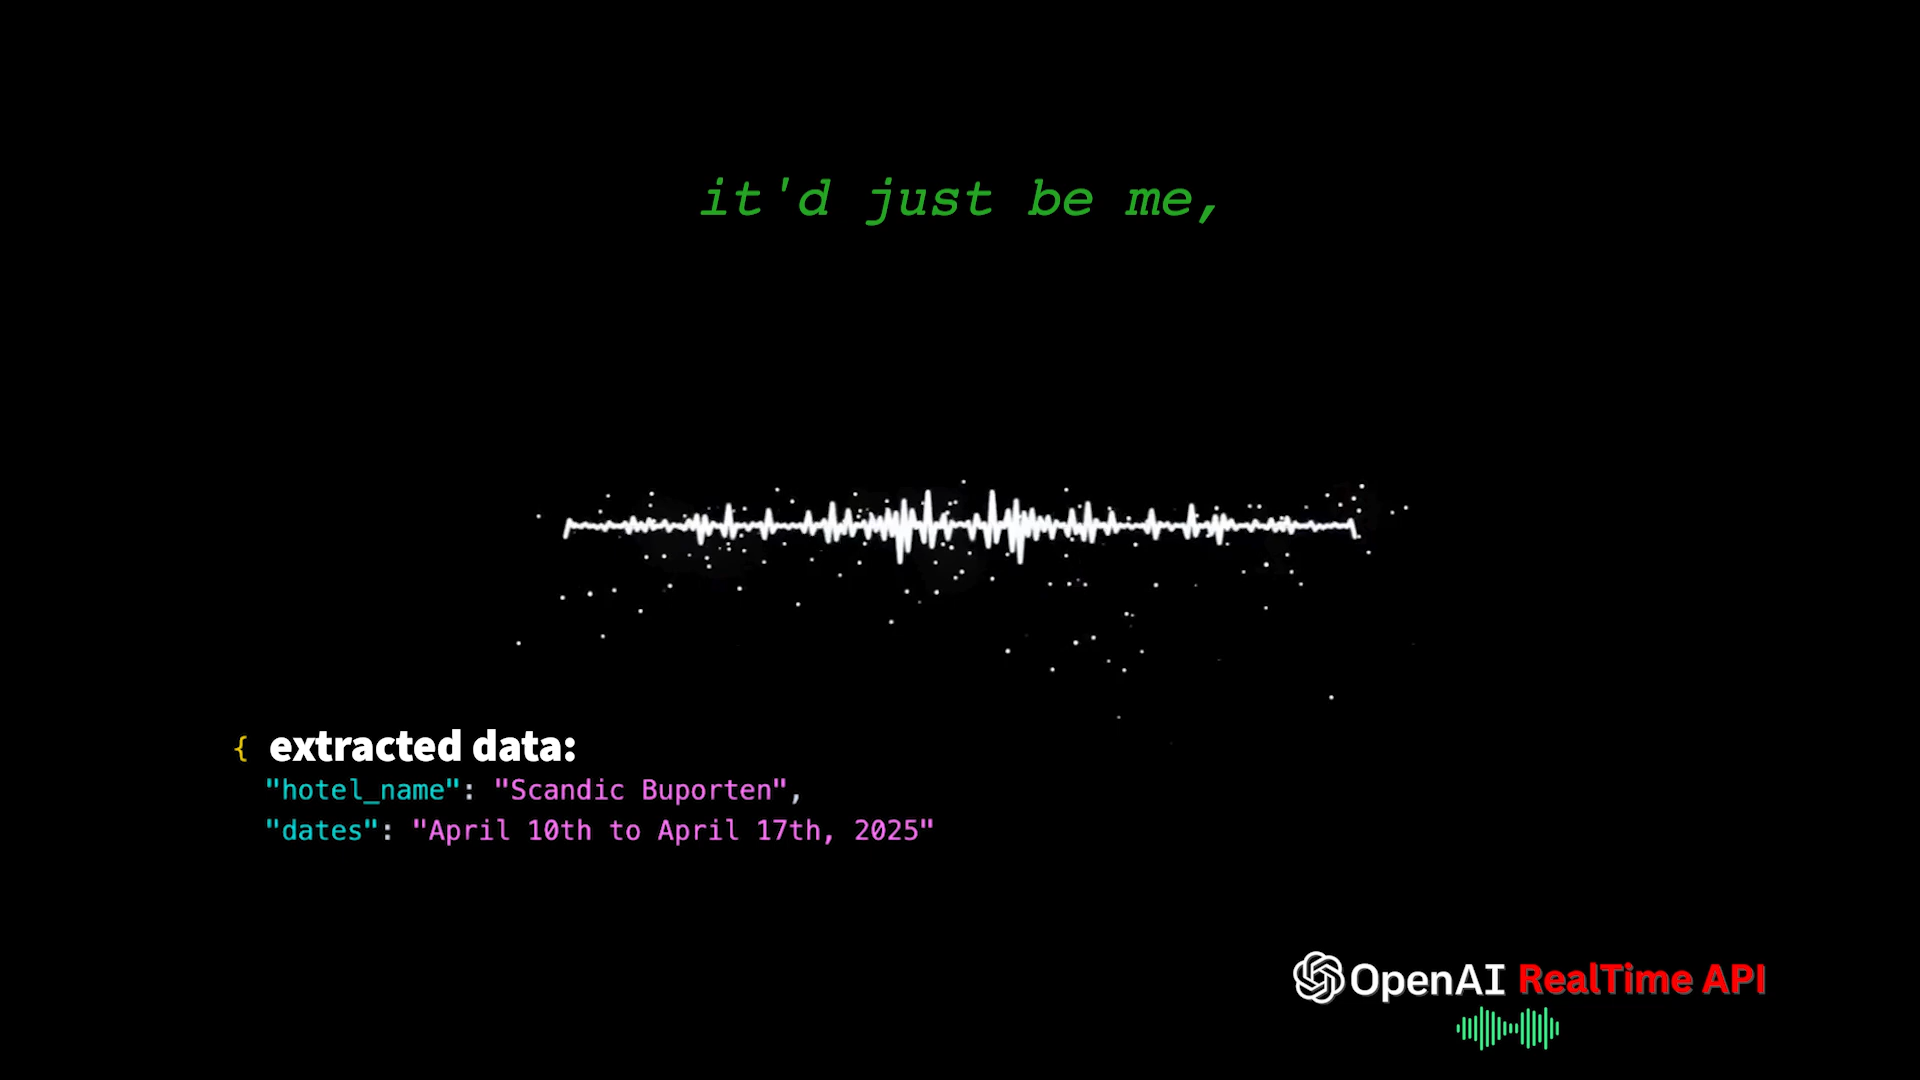 it'd just be me,
{ extracted data:
"hotel_name": "Scandic Buporten",
"dates": "April 10th to April 17th, 2025"
OpenAI RealTime API